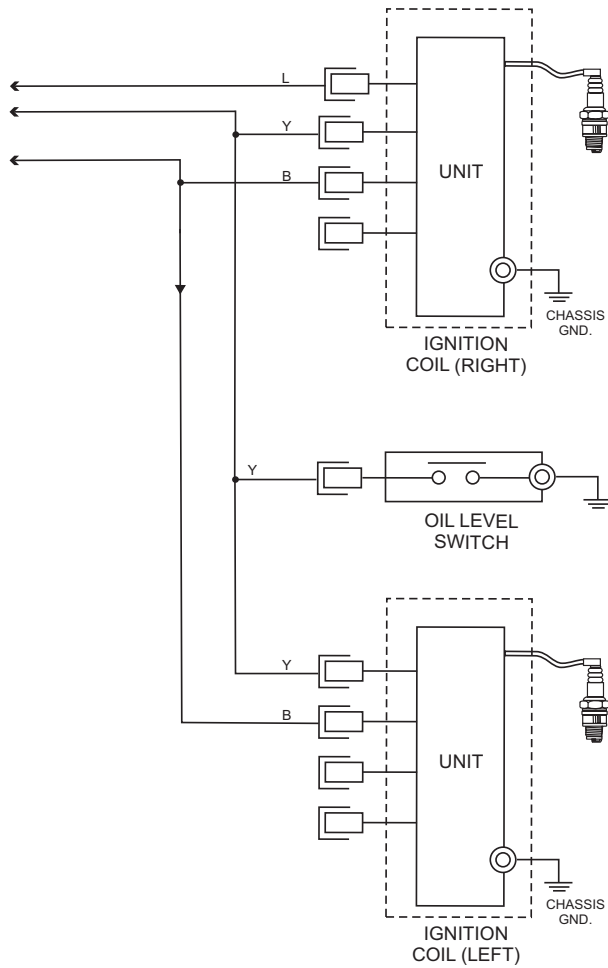 L
Y
B
UNIT
CHASSIS
GND.
IGNITION
COIL (RIGHT)
Y
OIL LEVEL
SWITCH
Y
B
UNIT
CHASSIS
GND.
IGNITION
COIL (LEFT)